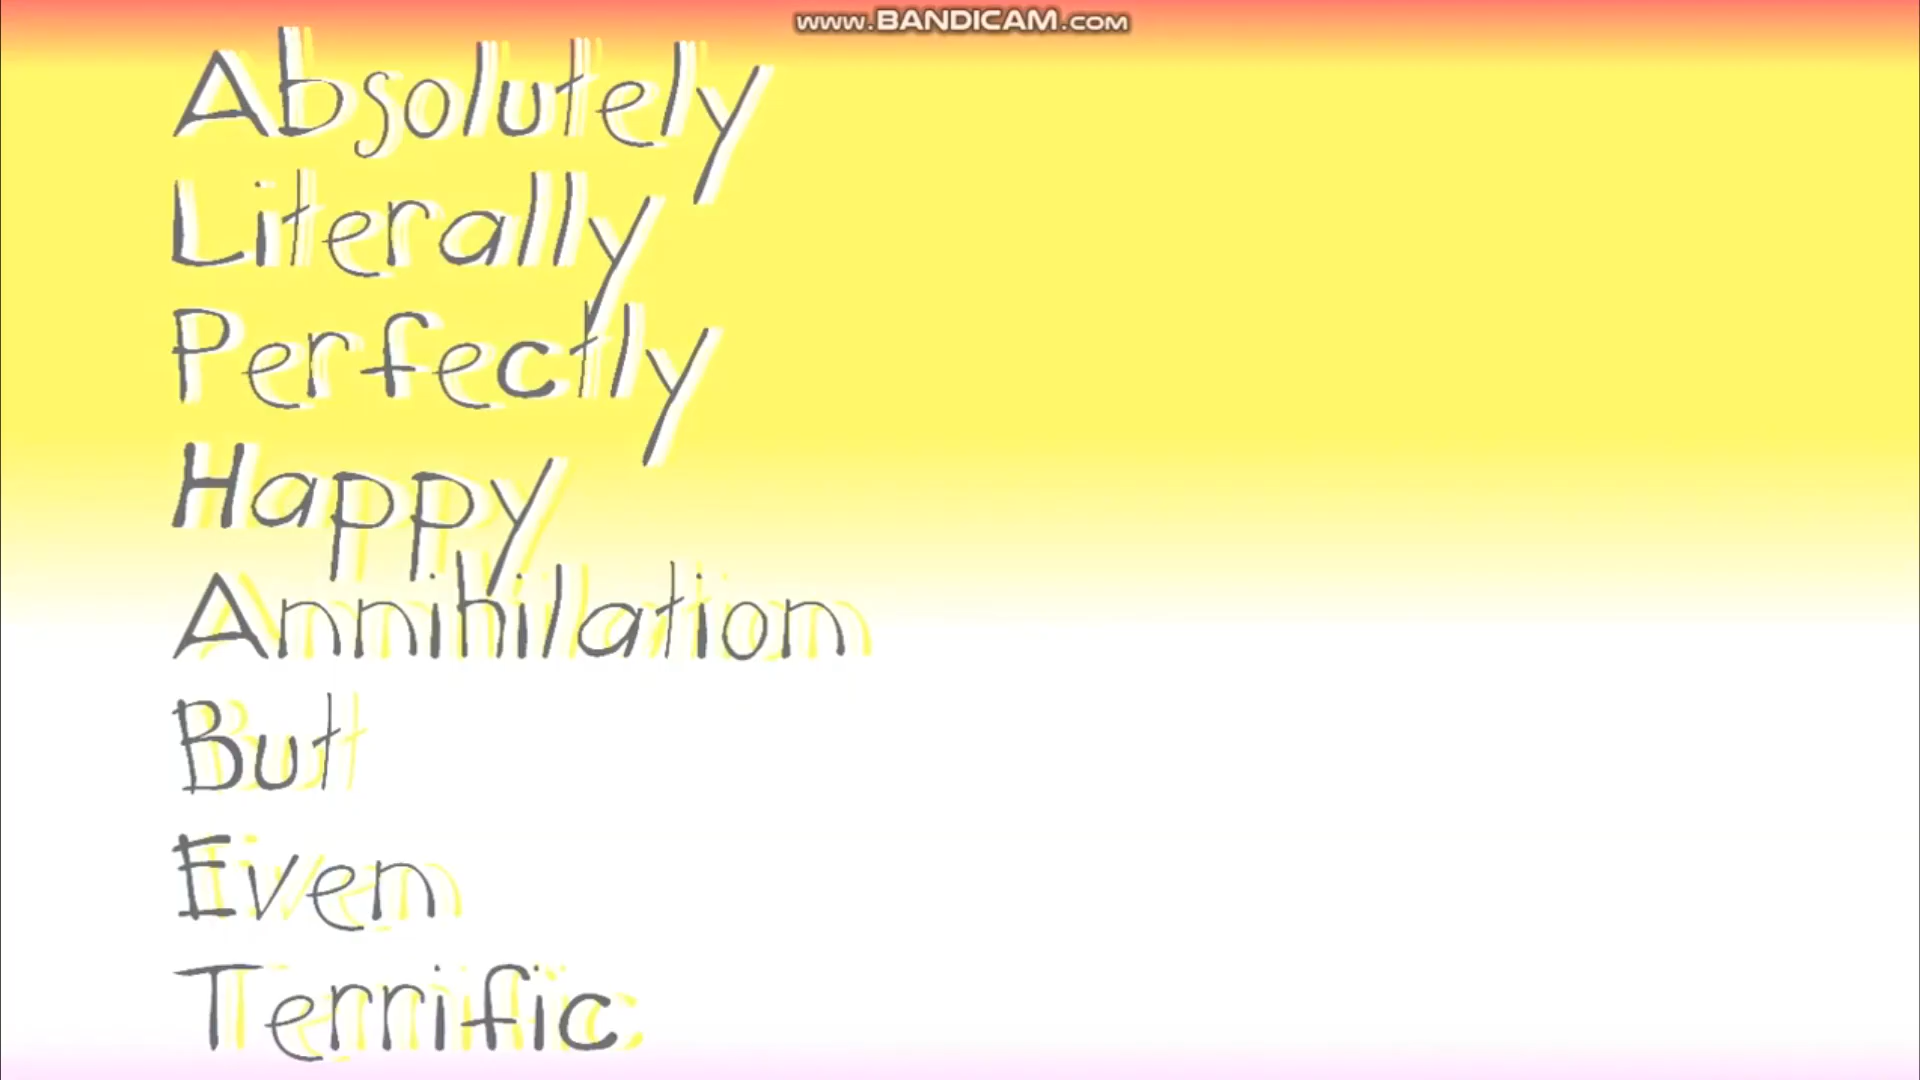 www.BANDICAM.com
Absolutely
Literally
Perfectly
Happy
Annihilation
But
Even
Terrific